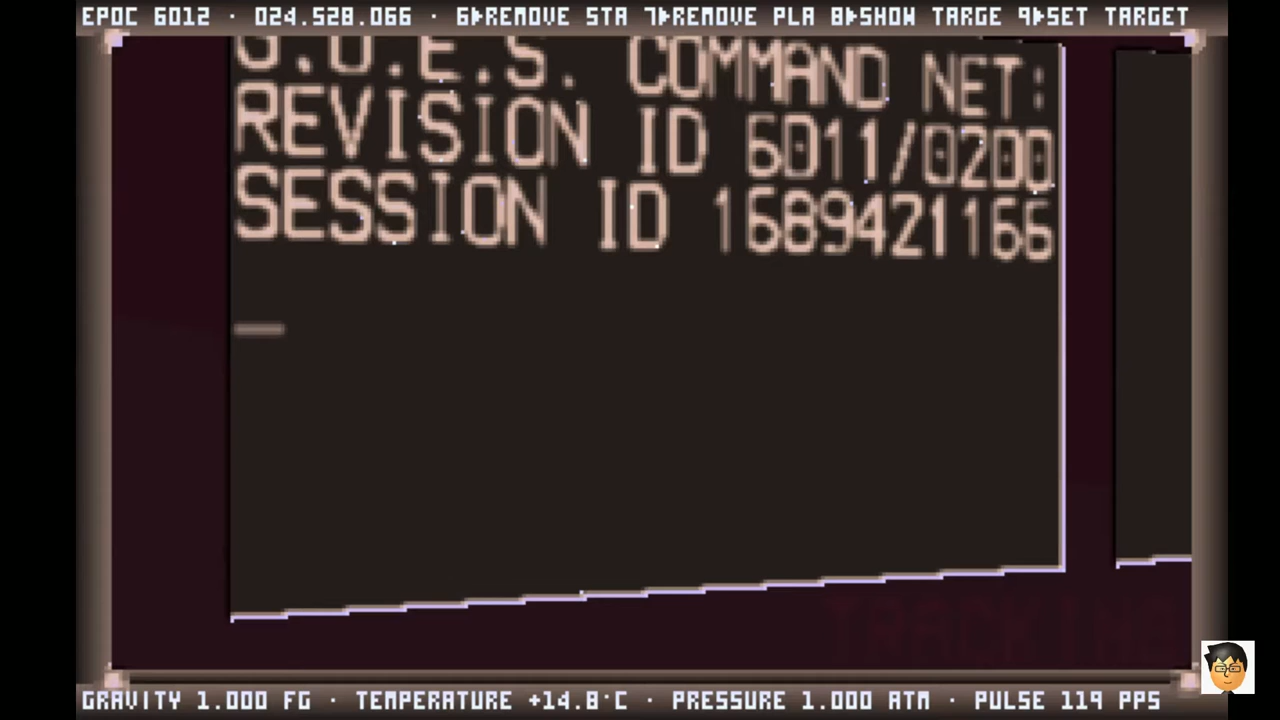 EPOC 6012 · 024.528.066 · 6▸REMOVE STA 7▸REMOVE PLA 8▸SHOW TARGE 9▸SET TARGET
G.O.E.S. COMMAND NET:
REVISION ID 6011/0200
SESSION ID 1689421166
TRACKING
GRAVITY 1.000 FG · TEMPERATURE +14.8°C · PRESSURE 1.000 ATM · PULSE 119 PPS